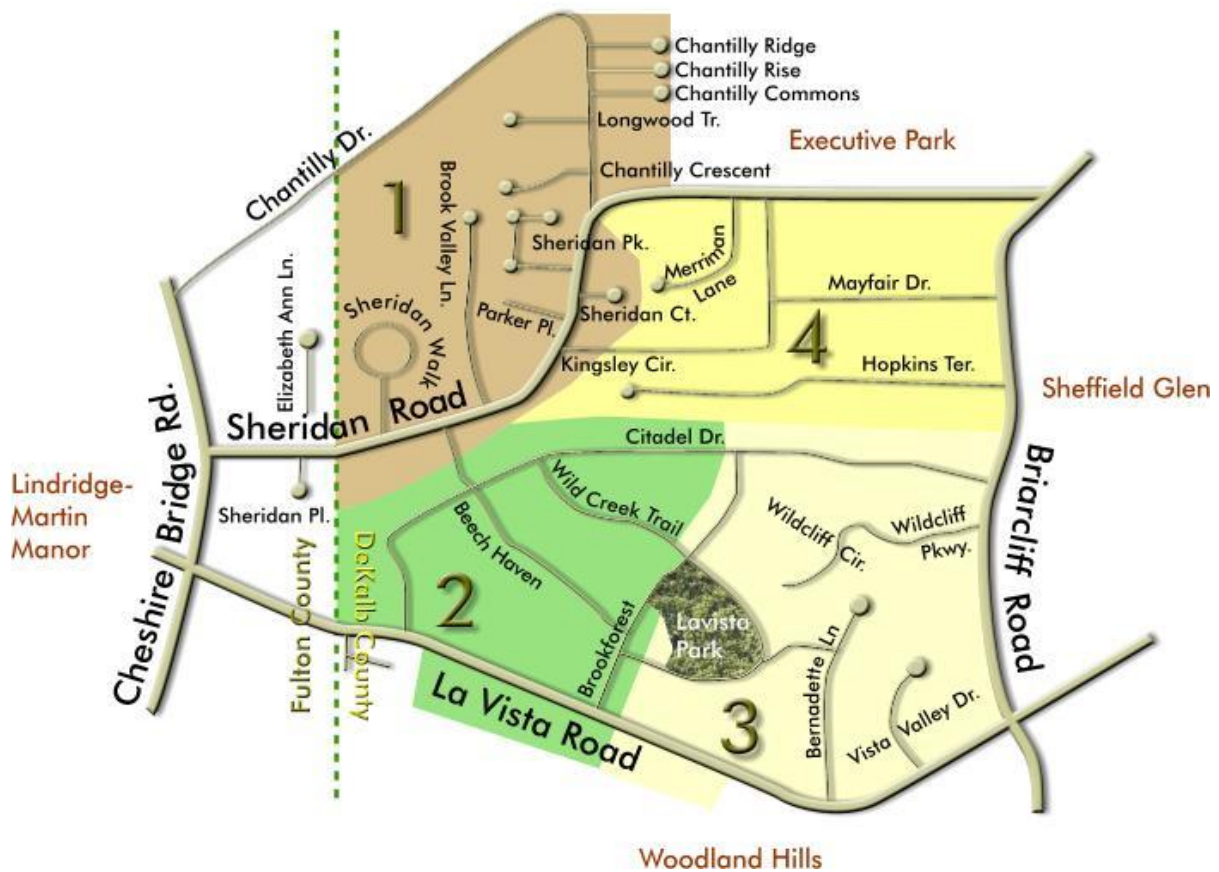 Chantilly Ridge
Chantilly Rise
Chantilly Commons
Longwood Tr.
Executive Park
Chantilly Dr.
Chantilly Crescent
1
Brook Valley Ln.
Sheridan Pk.
Merriman
Lane
Mayfair Dr.
Elizabeth Ann Ln.
Sheridan Walk
Parker Pl.
Sheridan Ct.
4
Kingsley Cir.
Hopkins Ter.
Sheffield Glen
Cheshire Bridge Rd.
Sheridan Road
Citadel Dr.
Lindridge-
Martin
Manor
Sheridan Pl.
Beech Haven
Wild Creek Trail
Wildcliff Cir.
Wildcliff
Pkwy.
Briarcliff Road
Fulton County
DeKalb County
2
Lavista
Park
Brookforest
La Vista Road
3
Bernadette Ln
Vista Valley Dr.
Woodland Hills